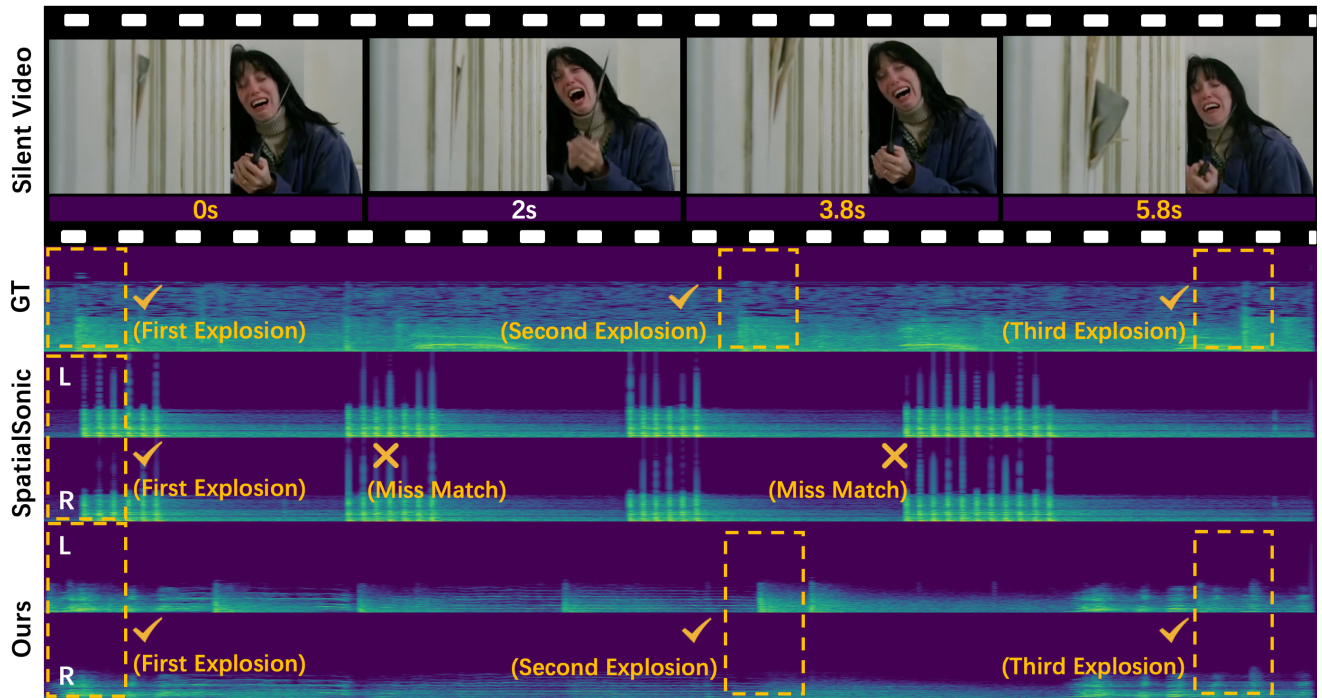 Silent Video
0s
2s
3.8s
5.8s
GT
(First Explosion)
(Second Explosion)
(Third Explosion)
SpatialSonic
L
R
(First Explosion)
(Miss Match)
(Miss Match)
Ours
L
R
(First Explosion)
(Second Explosion)
(Third Explosion)